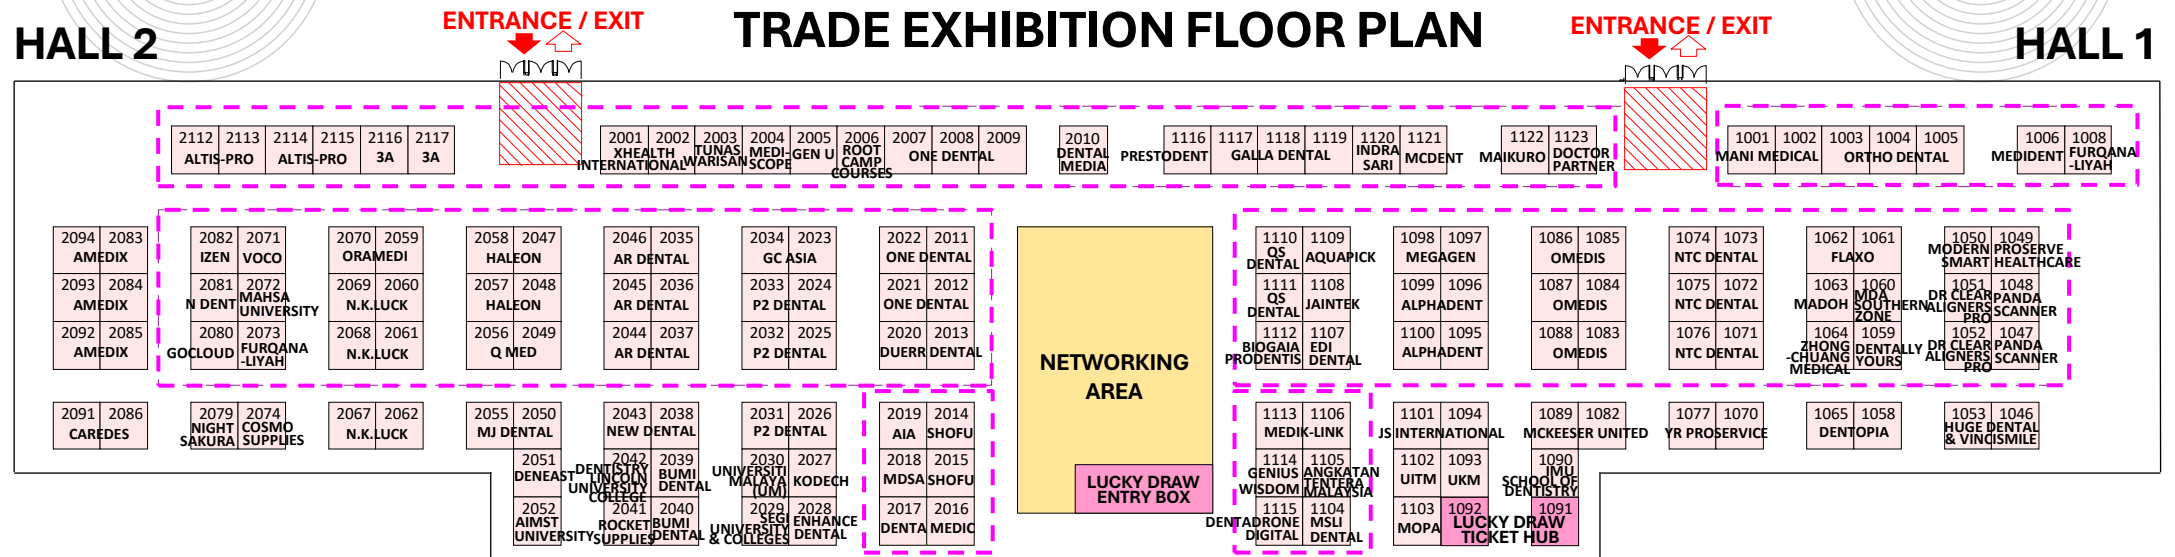 HALL 2
ENTRANCE / EXIT
TRADE EXHIBITION FLOOR PLAN
ENTRANCE / EXIT
HALL 1
2112 2113 2114 2115 2116 2117
ALTIS-PRO ALTIS-PRO 3A 3A
2001 2002 2003 2004 2005 2006 2007 2008 2009
XHEALTH INTERNATIONAL
TUNAS WARISAN
MEDI-SCOPE
GEN U
ROOT CAMP COURSES
ONE DENTAL
2010
DENTAL MEDIA
1116 1117 1118 1119 1120 1121
PRESTODENT GALLA DENTAL INDRA SARI MCDENT
1122 1123
MAIKURO DOCTOR PARTNER
1001 1002 1003 1004 1005
MANI MEDICAL ORTHO DENTAL
1006 1008
MEDIDENT FURQANA-LIYAH
2094 2083
AMEDIX
2093 2084
AMEDIX
2092 2085
AMEDIX
2082 2071
IZEN VOCO
2081 2072
N DENT MAHSA UNIVERSITY
2080 2073
GOCLOUD FURQANA-LIYAH
2070 2059
ORAMEDI
2069 2060
N.K.LUCK
2068 2061
N.K.LUCK
2058 2047
HALEON
2057 2048
HALEON
2056 2049
Q MED
2046 2035
AR DENTAL
2045 2036
AR DENTAL
2044 2037
AR DENTAL
2034 2023
GC ASIA
2033 2024
P2 DENTAL
2032 2025
P2 DENTAL
2022 2011
ONE DENTAL
2021 2012
ONE DENTAL
2020 2013
DUERR DENTAL
NETWORKING
AREA
LUCKY DRAW
ENTRY BOX
1110 1109
QS DENTAL AQUAPICK
1111 1108
QS DENTAL JAINTEK
1112 1107
BIOGAIA PRODENTIS EDI DENTAL
1098 1097
MEGAGEN
1099 1096
ALPHADENT
1100 1095
ALPHADENT
1086 1085
OMEDIS
1087 1084
OMEDIS
1088 1083
OMEDIS
1074 1073
NTC DENTAL
1075 1072
NTC DENTAL
1076 1071
NTC DENTAL
1062 1061
FLAXO
1063 1060
MADOH MDA SOUTHERN ZONE
1064 1059
ZHONG-CHUANG MEDICAL DENTALLY YOURS
1050 1049
MODERN SMART PROSERVE HEALTHCARE
1051 1048
DR CLEAR ALIGNERS PRO PANDA SCANNER
1052 1047
DR CLEAR ALIGNERS PRO PANDA SCANNER
2091 2086
CAREDES
2079 2074
NIGHT SAKURA COSMO SUPPLIES
2067 2062
N.K.LUCK
2055 2050
MJ DENTAL
2051
DENEAST
2052
AIMST UNIVERSITY
2043 2038
NEW DENTAL
2042 2039
DENTISTRY LINCOLN UNIVERSITY COLLEGE BUMI DENTAL
2041 2040
ROCKET SUPPLIES BUMI DENTAL
2031 2026
P2 DENTAL
2030 2027
UNIVERSITI MALAYA (UM) KODECH
2029 2028
SEGI UNIVERSITY & COLLEGES ENHANCE DENTAL
2019 2014
AIA SHOFU
2018 2015
MDSA SHOFU
2017 2016
DENTA MEDIC
1113 1106
MEDIK-LINK
1114 1105
GENIUS WISDOM ANGKATAN TENTERA MALAYSIA
1115 1104
DENTADRONE DIGITAL MSLI DENTAL
1101 1094
JS INTERNATIONAL
1102 1093
UITM UKM
1103 1092
MOPA
1089 1082
MCKEESER UNITED
1090
IMU SCHOOL OF DENTISTRY
1091
LUCKY DRAW
TICKET HUB
1077 1070
YR PROSERVICE
1065 1058
DENTOPIA
1053 1046
HUGE DENTAL
& VINCISMILE